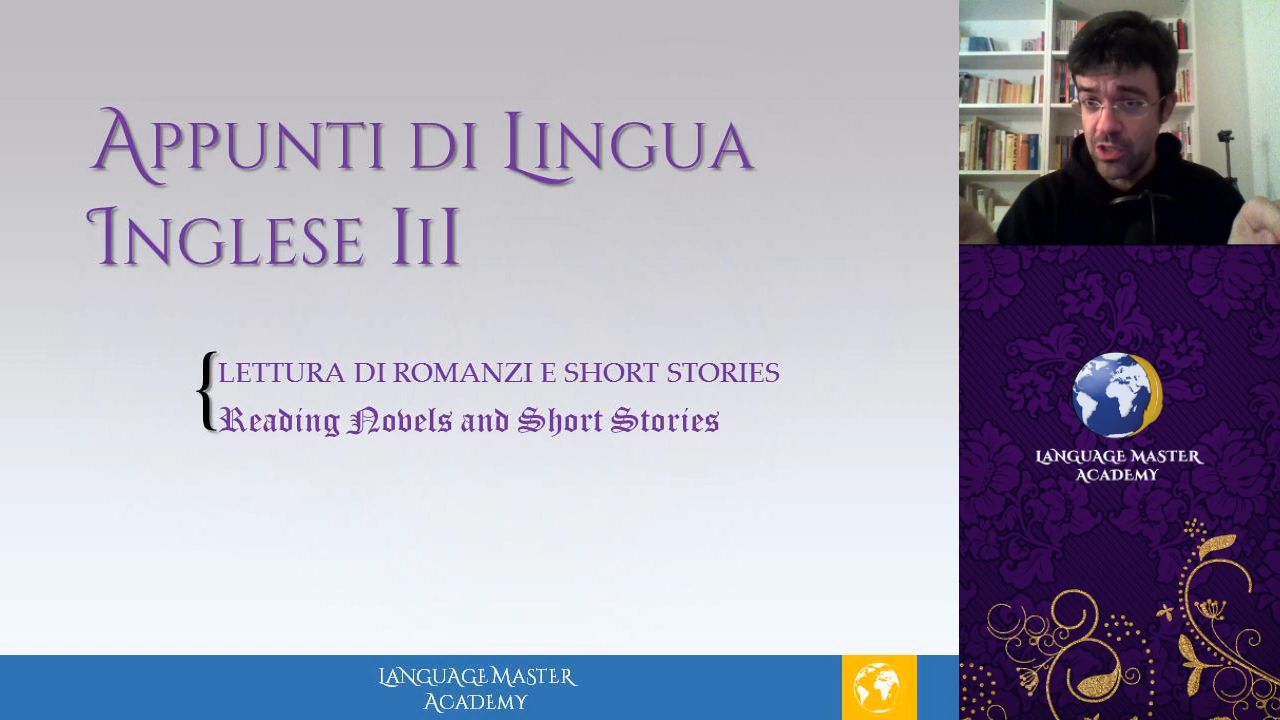 Appunti di Lingua
Inglese III
LETTURA DI ROMANZI E SHORT STORIES
Reading Novels and Short Stories
Language Master
Academy
Language Master
Academy